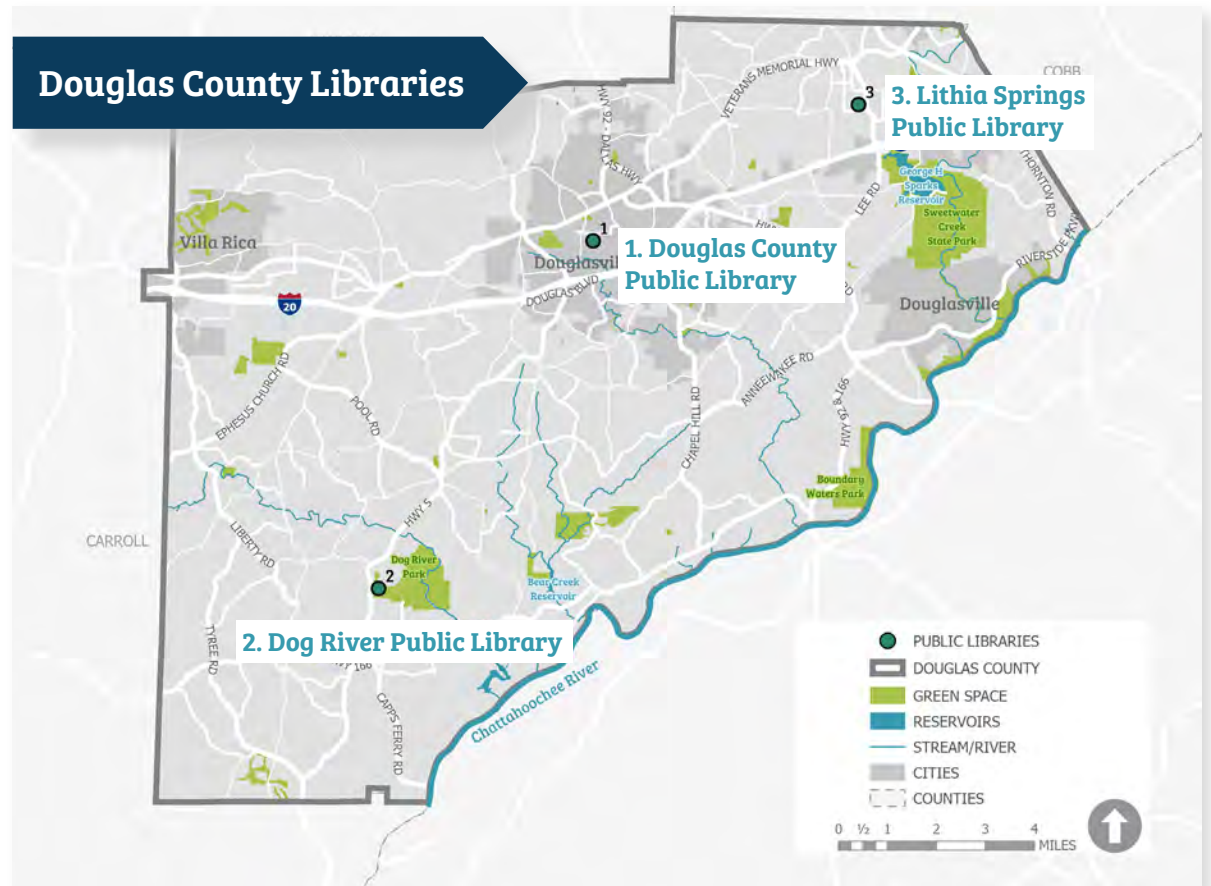 Douglas County Libraries
COBB
VETERANS MEMORIAL HWY
3
3. Lithia Springs
Public Library
HWY 92 - DALLAS HWY
THORNTON RD
George H
Sparks
Reservoir
LEE RD
Sweetwater
Creek
State Park
Villa Rica
1
1. Douglas County
Public Library
RIVERSIDE PKWY
DOUGLAS BLVD
RD
20
Douglasville
EPHESUS CHURCH RD
POOL RD
ANNEEWAKEE RD
CHAPEL HILL RD
HWY 92 & 166
Boundary
Waters Park
HWY 5
CARROLL
LIBERTY RD
Dog River
Park
2
Bear Creek
Reservoir
2. Dog River Public Library
TYREE RD
166
CAPPS FERRY RD
Chattahoochee River
PUBLIC LIBRARIES
DOUGLAS COUNTY
GREEN SPACE
RESERVOIRS
STREAM/RIVER
CITIES
COUNTIES
0 ½ 1 2 3 4
MILES